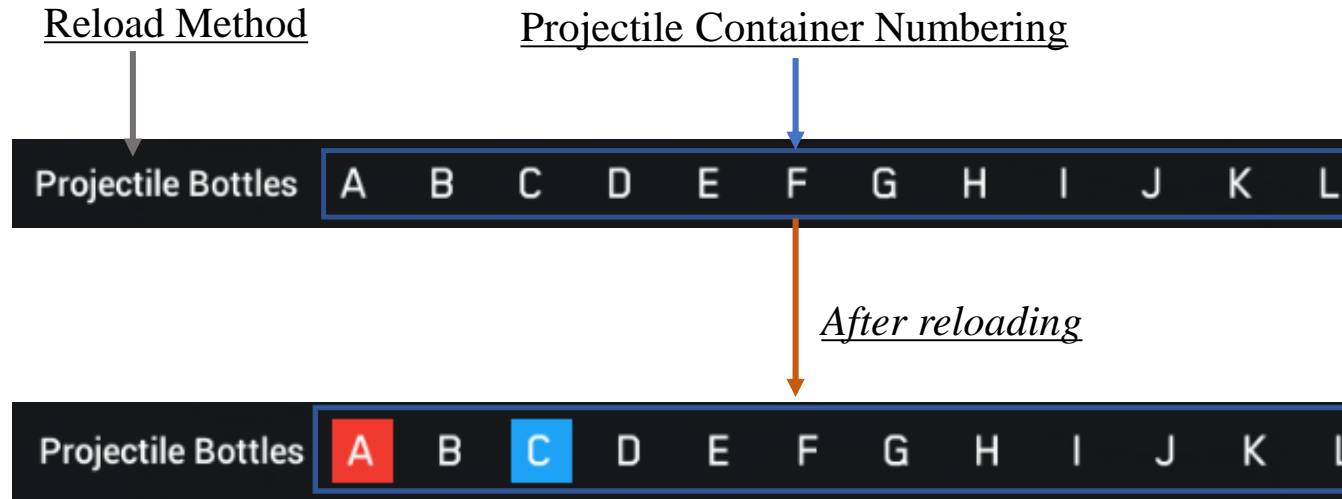 Reload Method
Projectile Container Numbering
Projectile Bottles A B C D E F G H I J K L
After reloading
Projectile Bottles A B C D E F G H I J K L